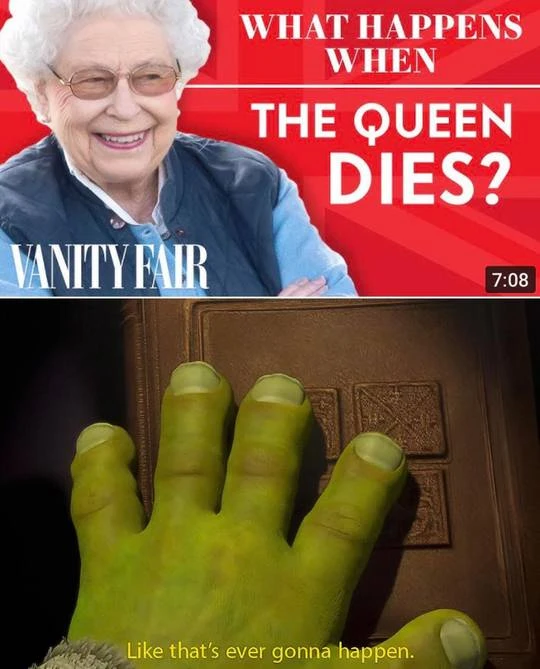 WHAT HAPPENS
WHEN
THE QUEEN
DIES?
VANITY FAIR
7:08
Like that's ever gonna happen.